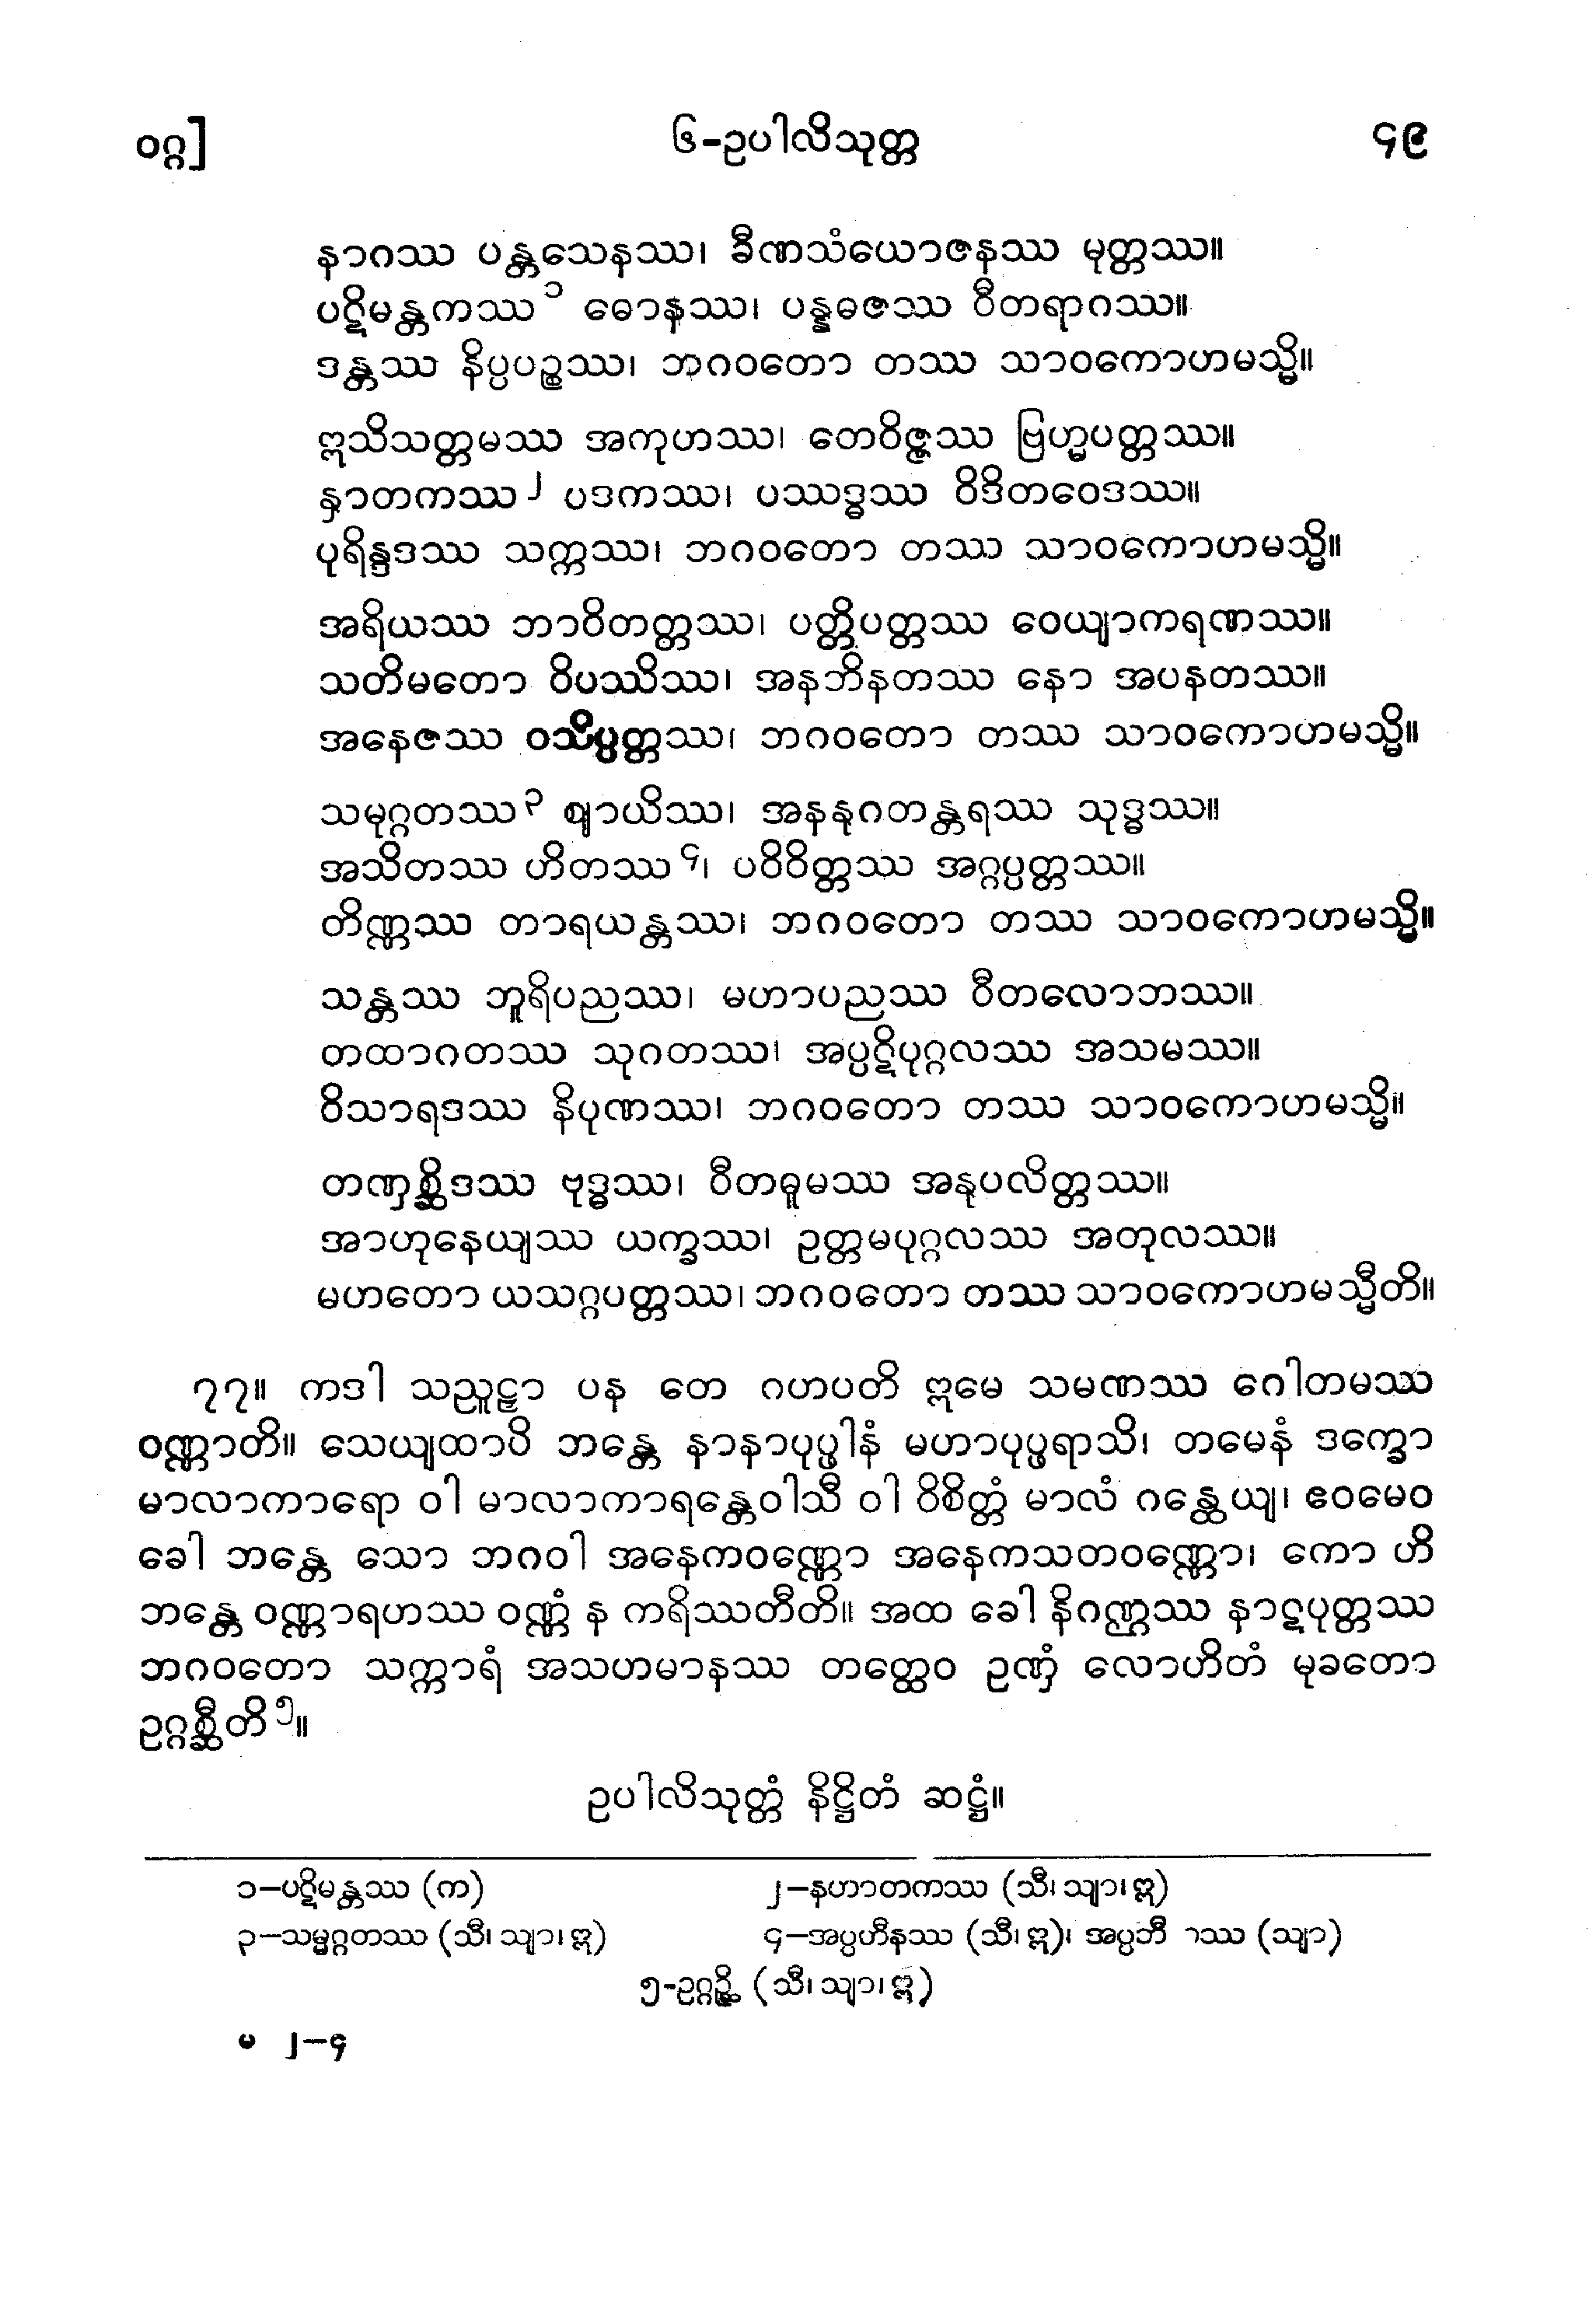 ဝဂ္ဂ] ၆-ဥပါလိသုတ္တ ၄၉
နာဂဿ ပန္တသေနဿ၊ ခီဏသံယောဇနဿ မုတ္တဿ။
ပဋိမန္တကဿ ၁ ဓောနဿ၊ ပန္နဓဇဿ ဝီတရာဂဿ။
ဒန္တဿ နိပ္ပပဉ္စဿ၊ ဘဂဝတော တဿ သာဝကောဟမသ္မိ။
ဣသိသတ္တမဿ အကုဟဿ၊ တေဝိဇ္ဇဿ ဗြဟ္မပတ္တဿ။
နှာတကဿ ၂ ပဒကဿ၊ ပဿဒ္ဓဿ ဝိဒိတဝေဒဿ။
ပုရိန္ဒဒဿ သက္ကဿ၊ ဘဂဝတော တဿ သာဝကောဟမသ္မိ။
အရိယဿ ဘာဝိတတ္တဿ၊ ပတ္တိပတ္တဿ ဝေယျာကရဏဿ။
သတိမတော ဝိပဿိဿ၊ အနဘိနတဿ နော အပနတဿ။
အနေဇဿ ဝသိပ္ပတ္တဿ၊ ဘဂဝတော တဿ သာဝကောဟမသ္မိ။
သမုဂ္ဂတဿ ၃ ဈာယိဿ၊ အနနုဂတန္တရဿ သုဒ္ဓဿ။
အသိတဿ ဟိတဿ ၄၊ ပဝိဝိတ္တဿ အဂ္ဂပ္ပတ္တဿ။
တိဏ္ဏဿ တာရယန္တဿ၊ ဘဂဝတော တဿ သာဝကောဟမသ္မိ။
သန္တဿ ဘူရိပညဿ၊ မဟာပညဿ ဝီတလောဘဿ။
တထာဂတဿ သုဂတဿ၊ အပ္ပဋိပုဂ္ဂလဿ အသမဿ။
ဝိသာရဒဿ နိပုဏဿ၊ ဘဂဝတော တဿ သာဝကောဟမသ္မိ။
တဏှစ္ဆိဒဿ ဗုဒ္ဓဿ၊ ဝီတဓူမဿ အနုပလိတ္တဿ။
အာဟုနေယျဿ ယက္ခဿ၊ ဥတ္တမပုဂ္ဂလဿ အတုလဿ။
မဟတော ယသဂ္ဂပတ္တဿ၊ ဘဂဝတော တဿ သာဝကောဟမသ္မီတိ။
၇၇။ ကဒါ သညူဠှာ ပန တေ ဂဟပတိ ဣမေ သမဏဿ ဂေါတမဿ
ဝဏ္ဏာတိ။ သေယျထာပိ ဘန္တေ နာနာပုပ္ဖါနံ မဟာပုပ္ဖရာသိ၊ တမေနံ ဒက္ခော
မာလာကာရော ဝါ မာလာကာရန္တေဝါသီ ဝါ ဝိစိတ္တံ မာလံ ဂန္ထေယျ၊ ဧဝမေဝ
ခေါ ဘန္တေ သော ဘဂဝါ အနေကဝဏ္ဏော အနေကသတဝဏ္ဏော၊ ကော ဟိ
ဘန္တေ ဝဏ္ဏာရဟဿ ဝဏ္ဏံ န ကရိဿတီတိ။ အထ ခေါ နိဂဏ္ဌဿ နာဋပုတ္တဿ
ဘဂဝတော သက္ကာရံ အသဟမာနဿ တတ္ထေဝ ဥဏှံ လောဟိတံ မုခတော
ဥဂ္ဂစ္ဆီတိ ၅။
ဥပါလိသုတ္တံ နိဋ္ဌိတံ ဆဋ္ဌံ။
၁−ပဋိမန္တဿ (က) ၂−နဟာတကဿ (သီ၊ သျာ၊ ဣ)
၃−သမ္မဂ္ဂတဿ (သီ၊ သျာ၊ ဣ) ၄−အပ္ပဟီနဿ (သီ၊ ဣ)၊ (သျာ)
၅-ဥဂ္ဂဉ္ဆိ (သီ၊ သျာ၊ ဣ)
မ ၂−၄